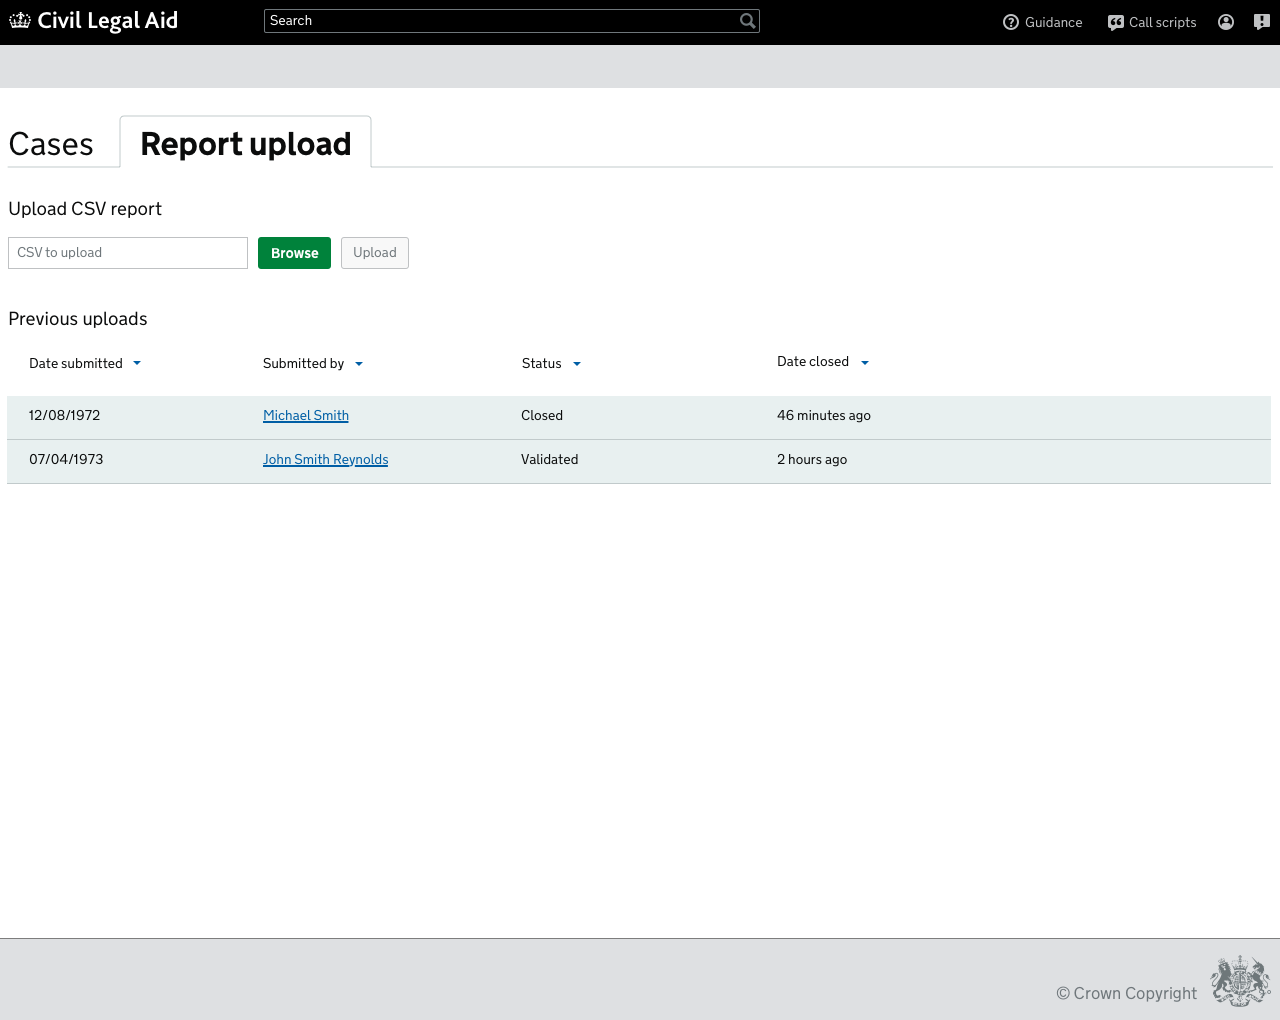 Civil Legal Aid
Search
Guidance
Call scripts
Cases
Report upload
Upload CSV report
CSV to upload
Browse
Upload
Previous uploads
Date submitted
Submitted by
Status
Date closed
12/08/1972
Michael Smith
Closed
46 minutes ago
07/04/1973
John Smith Reynolds
Validated
2 hours ago
© Crown Copyright